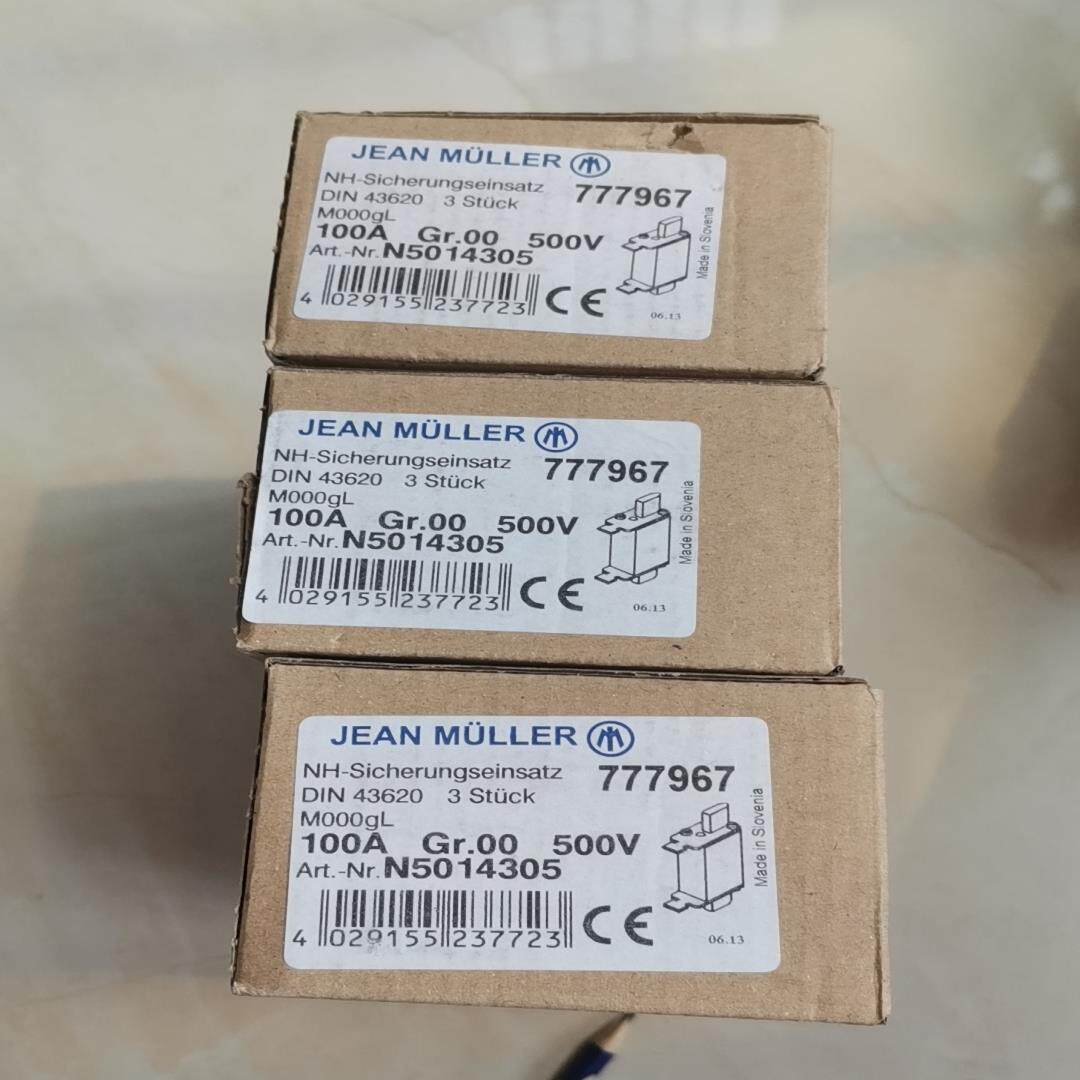 JEAN MÜLLER
NH-Sicherungseinsatz 777967
DIN 43620 3 Stück
M000gL
100A Gr.00 500V
Art.-Nr. N5014305
4 029155 237723 CE
06.13
Made in Slovenia
JEAN MÜLLER
NH-Sicherungseinsatz 777967
DIN 43620 3 Stück
M000gL
100A Gr.00 500V
Art.-Nr. N5014305
4 029155 237723 CE
06.13
Made in Slovenia
JEAN MÜLLER
NH-Sicherungseinsatz 777967
DIN 43620 3 Stück
M000gL
100A Gr.00 500V
Art.-Nr. N5014305
4 029155 237723 CE
06.13
Made in Slovenia